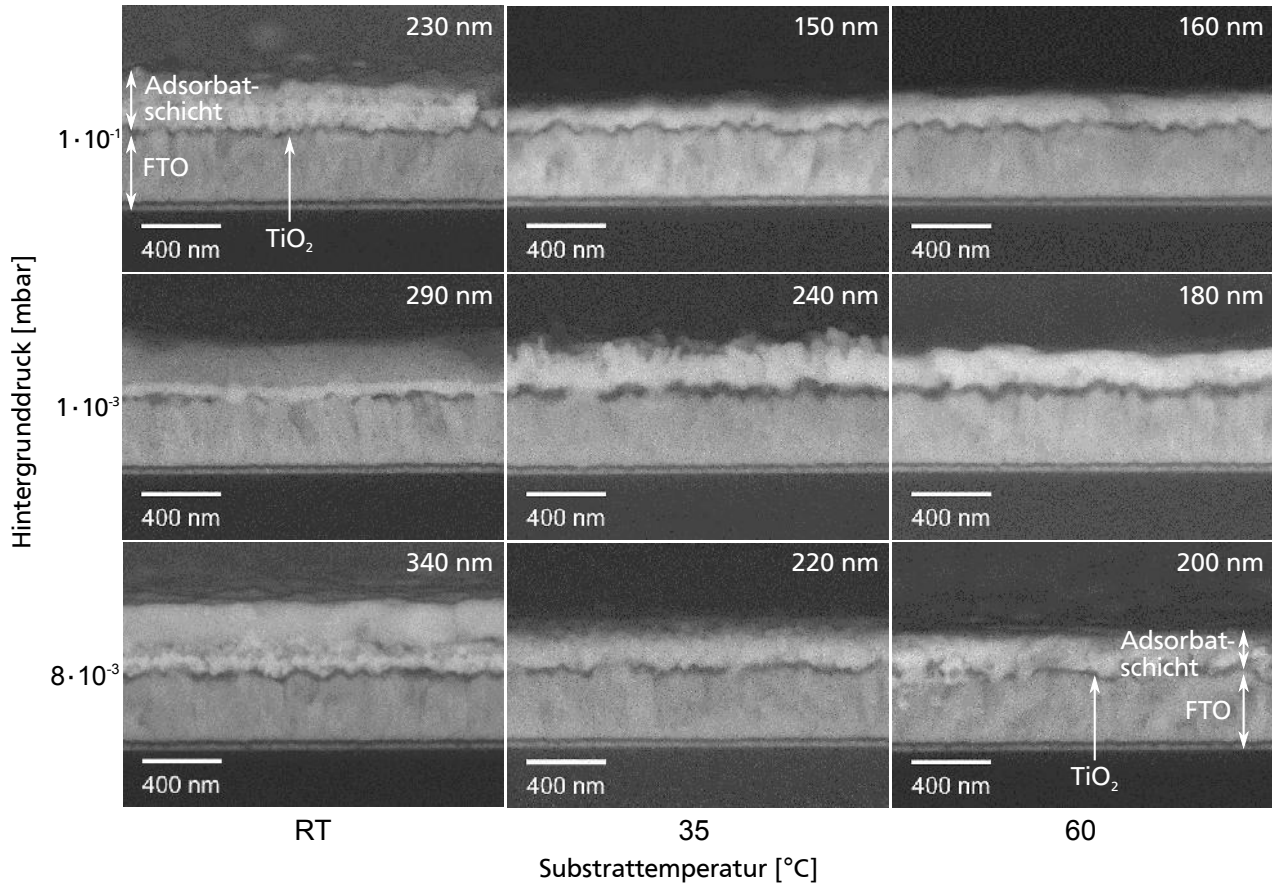 230 nm
150 nm
160 nm
Adsorbat-
schicht
1·10⁻¹
FTO
400 nm
TiO₂
400 nm
400 nm
Hintergrunddruck [mbar]
290 nm
240 nm
180 nm
1·10⁻³
400 nm
400 nm
400 nm
340 nm
220 nm
200 nm
Adsorbat-
schicht
8·10⁻³
FTO
400 nm
400 nm
TiO₂
RT
35
60
Substrattemperatur [°C]